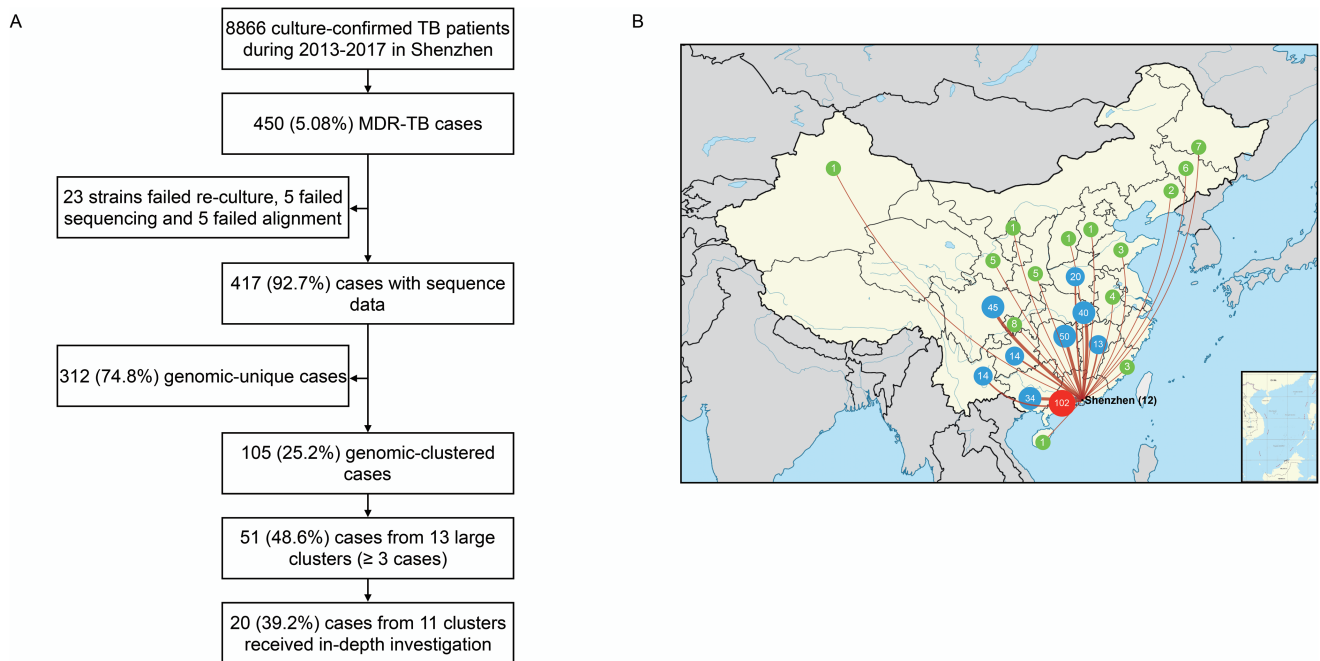 A
8866 culture-confirmed TB patients
during 2013-2017 in Shenzhen
450 (5.08%) MDR-TB cases
23 strains failed re-culture, 5 failed
sequencing and 5 failed alignment
417 (92.7%) cases with sequence
data
312 (74.8%) genomic-unique cases
105 (25.2%) genomic-clustered
cases
51 (48.6%) cases from 13 large
clusters (≥ 3 cases)
20 (39.2%) cases from 11 clusters
received in-depth investigation
B
7
1
6
2
1
1
1
3
5
5
20
4
45
40
8
50
13
14
3
14
34
102
Shenzhen (12)
1